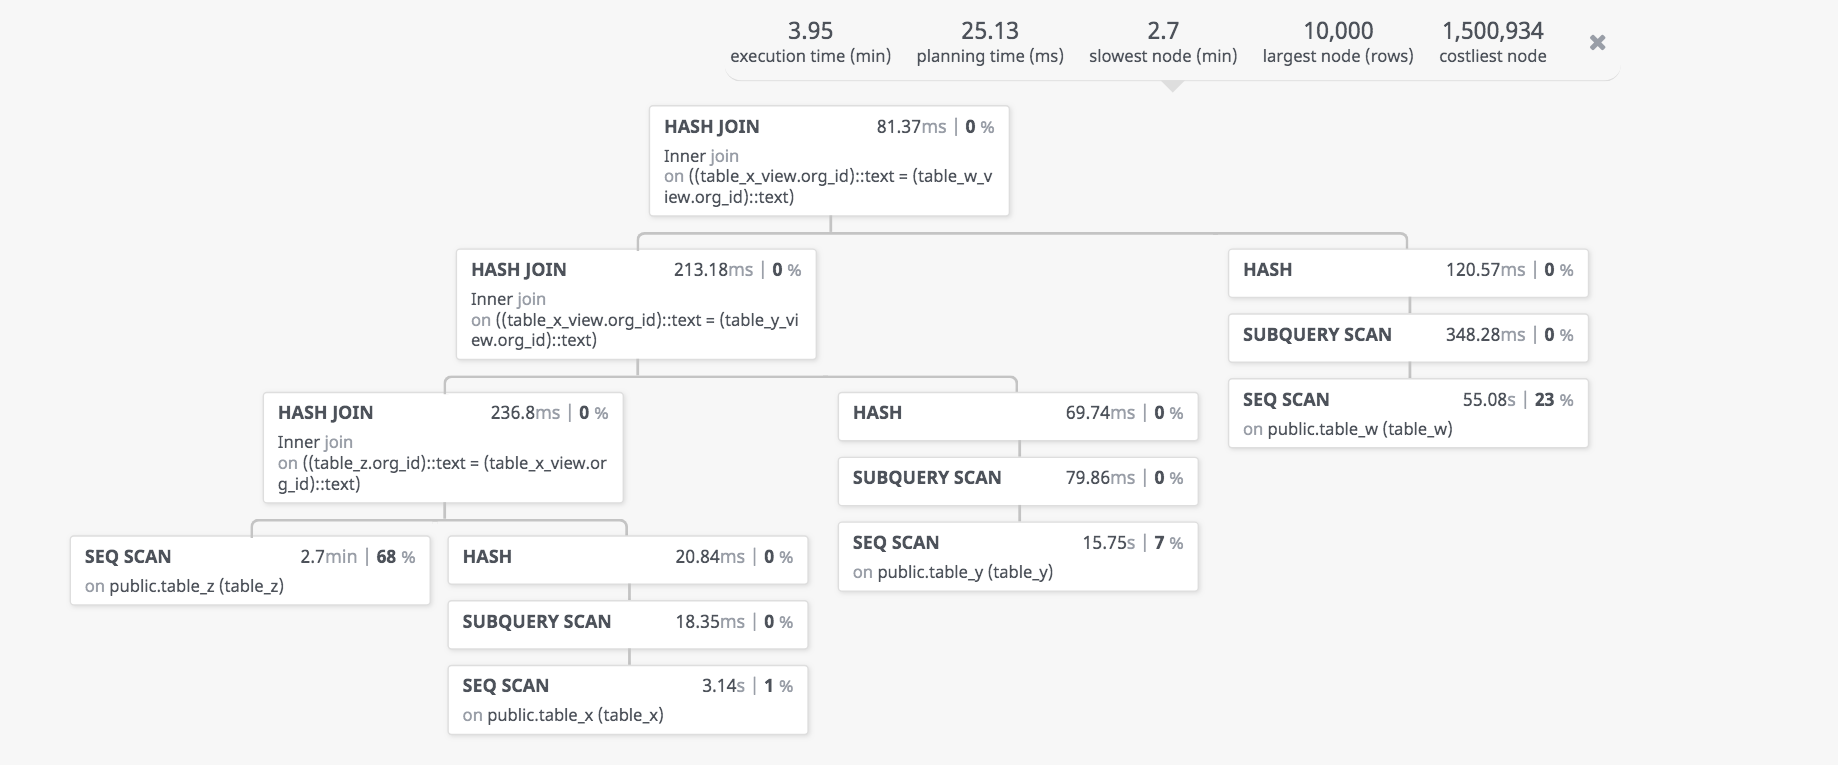 3.95 25.13 2.7 10,000 1,500,934
execution time (min) planning time (ms) slowest node (min) largest node (rows) costliest node ✖
HASH JOIN 81.37ms | 0 %
Inner join
on ((table_x_view.org_id)::text = (table_w_v
iew.org_id)::text)
HASH JOIN 213.18ms | 0 %
Inner join
on ((table_x_view.org_id)::text = (table_y_vi
ew.org_id)::text)
HASH 120.57ms | 0 %
SUBQUERY SCAN 348.28ms | 0 %
SEQ SCAN 55.08s | 23 %
on public.table_w (table_w)
HASH JOIN 236.8ms | 0 %
Inner join
on ((table_z.org_id)::text = (table_x_view.or
g_id)::text)
HASH 69.74ms | 0 %
SUBQUERY SCAN 79.86ms | 0 %
SEQ SCAN 15.75s | 7 %
on public.table_y (table_y)
SEQ SCAN 2.7min | 68 %
on public.table_z (table_z)
HASH 20.84ms | 0 %
SUBQUERY SCAN 18.35ms | 0 %
SEQ SCAN 3.14s | 1 %
on public.table_x (table_x)